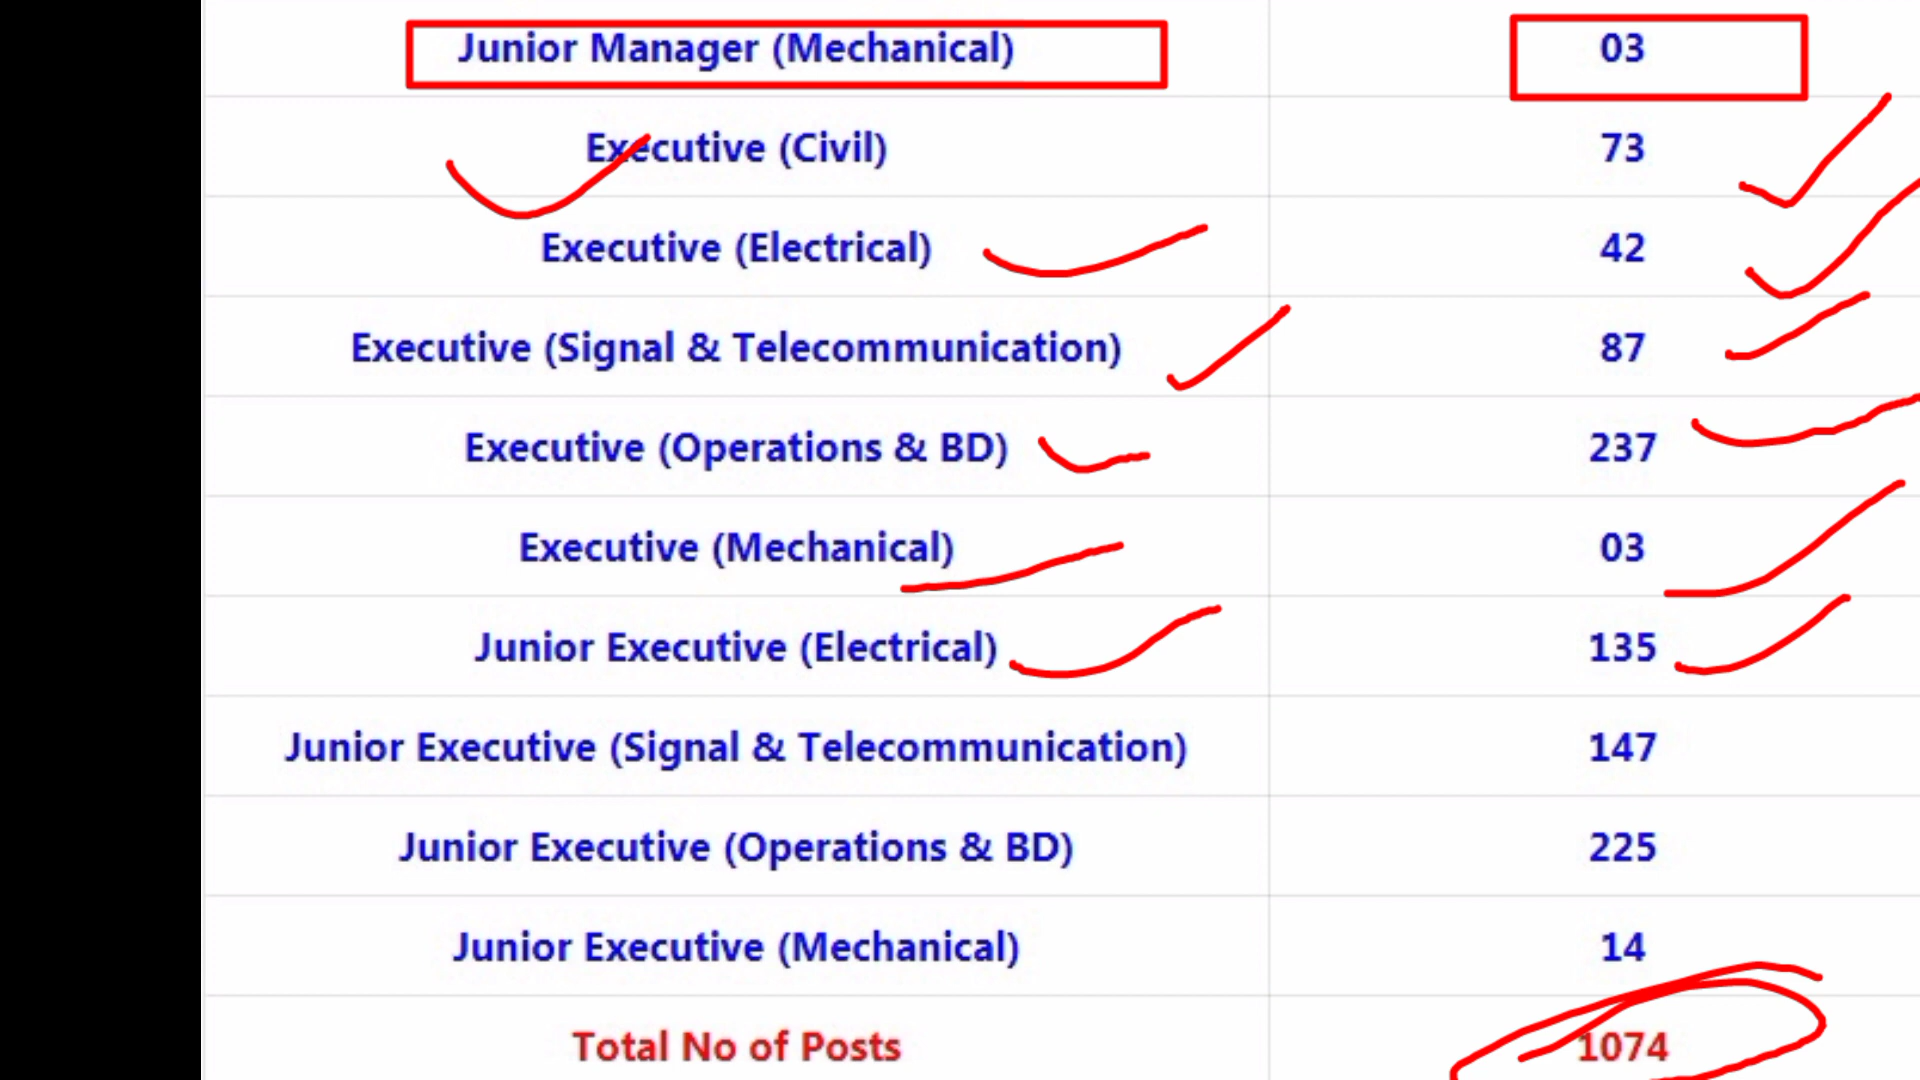 Junior Manager (Mechanical) 03
Executive (Civil) 73
Executive (Electrical) 42
Executive (Signal & Telecommunication) 87
Executive (Operations & BD) 237
Executive (Mechanical) 03
Junior Executive (Electrical) 135
Junior Executive (Signal & Telecommunication) 147
Junior Executive (Operations & BD) 225
Junior Executive (Mechanical) 14
Total No of Posts 1074